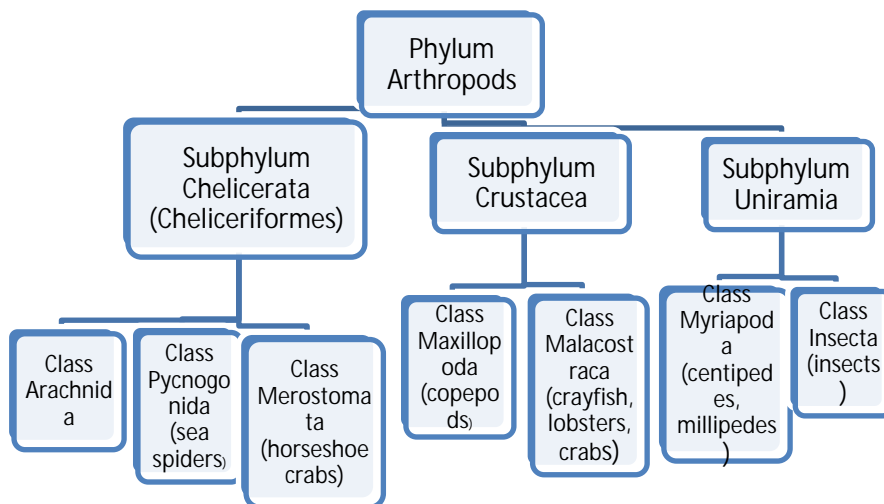 Phylum
Arthropods
Subphylum
Chelicerata
(Cheliceriformes)
Subphylum
Crustacea
Subphylum
Uniramia
Class
Arachnid
a
Class
Pycnogo
nida
(sea
spiders)
Class
Merostoma
ta
(horseshoe
crabs)
Class
Maxillop
oda
(copepo
ds)
Class
Malacost
raca
(crayfish,
lobsters,
crabs)
Class
Myriapod
a
(centiped
es,
millipedes)
Class
Insecta
(insects
)